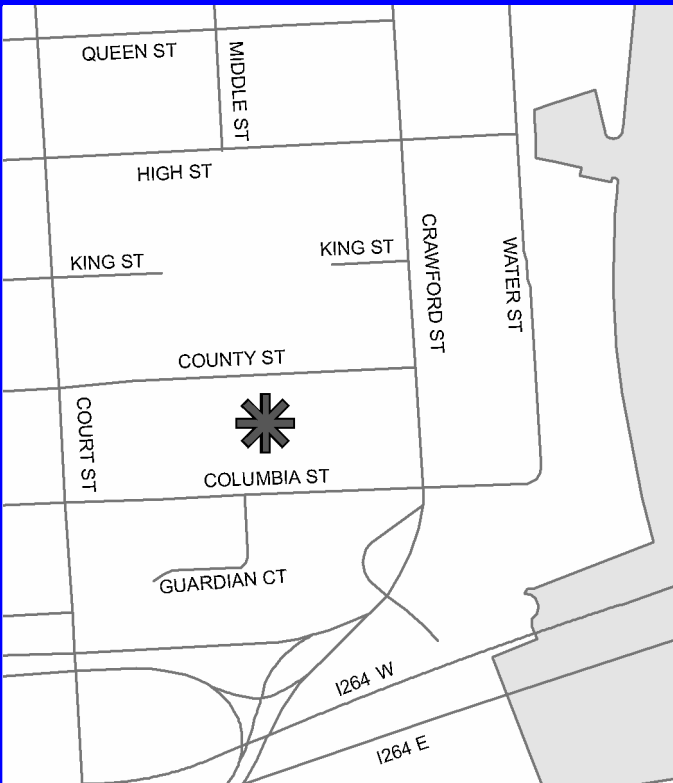 QUEEN ST
MIDDLE ST
HIGH ST
KING ST
KING ST
CRAWFORD ST
WATER ST
COUNTY ST
COURT ST
COLUMBIA ST
GUARDIAN CT
I264 W
I264 E